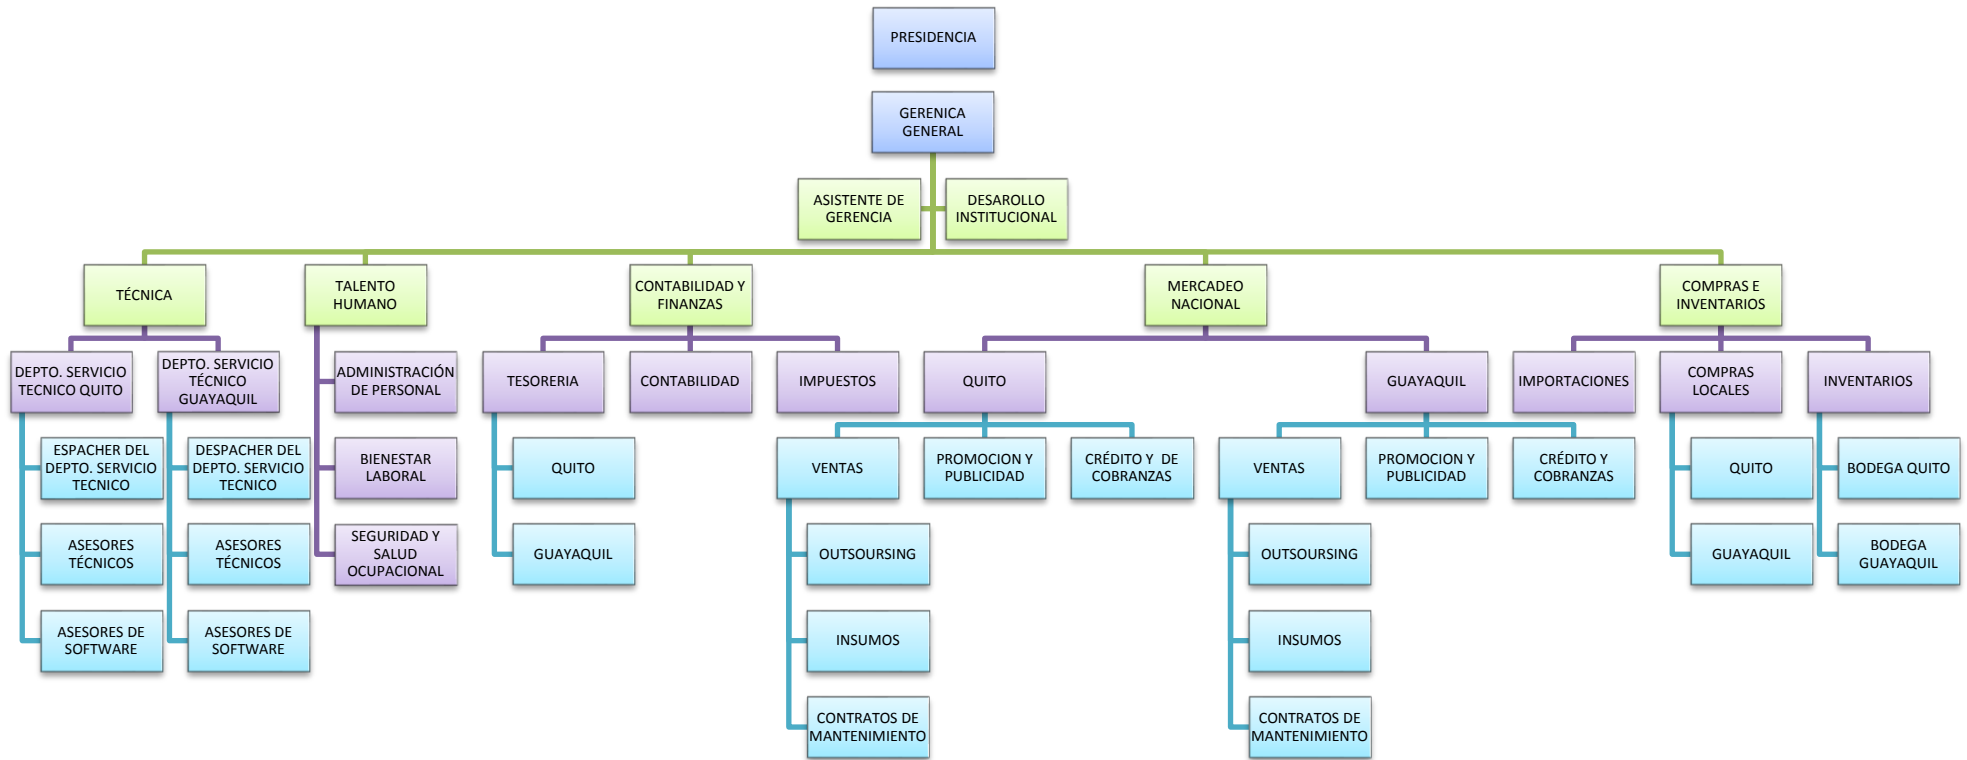 PRESIDENCIA
GERENICA
GENERAL
ASISTENTE DE
GERENCIA
DESAROLLO
INSTITUCIONAL
TÉCNICA
TALENTO
HUMANO
CONTABILIDAD Y
FINANZAS
MERCADEO
NACIONAL
COMPRAS E
INVENTARIOS
DEPTO. SERVICIO
TECNICO QUITO
DEPTO. SERVICIO
TÉCNICO
GUAYAQUIL
ADMINISTRACIÓN
DE PERSONAL
TESORERIA
CONTABILIDAD
IMPUESTOS
QUITO
GUAYAQUIL
IMPORTACIONES
COMPRAS
LOCALES
INVENTARIOS
ESPACHER DEL
DEPTO. SERVICIO
TECNICO
DESPACHER DEL
DEPTO. SERVICIO
TECNICO
BIENESTAR
LABORAL
QUITO
VENTAS
PROMOCION Y
PUBLICIDAD
CRÉDITO Y  DE
COBRANZAS
VENTAS
PROMOCION Y
PUBLICIDAD
CRÉDITO Y
COBRANZAS
QUITO
BODEGA QUITO
ASESORES
TÉCNICOS
ASESORES
TÉCNICOS
SEGURIDAD Y
SALUD
OCUPACIONAL
GUAYAQUIL
OUTSOURSING
OUTSOURSING
GUAYAQUIL
BODEGA
GUAYAQUIL
ASESORES DE
SOFTWARE
ASESORES DE
SOFTWARE
INSUMOS
INSUMOS
CONTRATOS DE
MANTENIMIENTO
CONTRATOS DE
MANTENIMIENTO